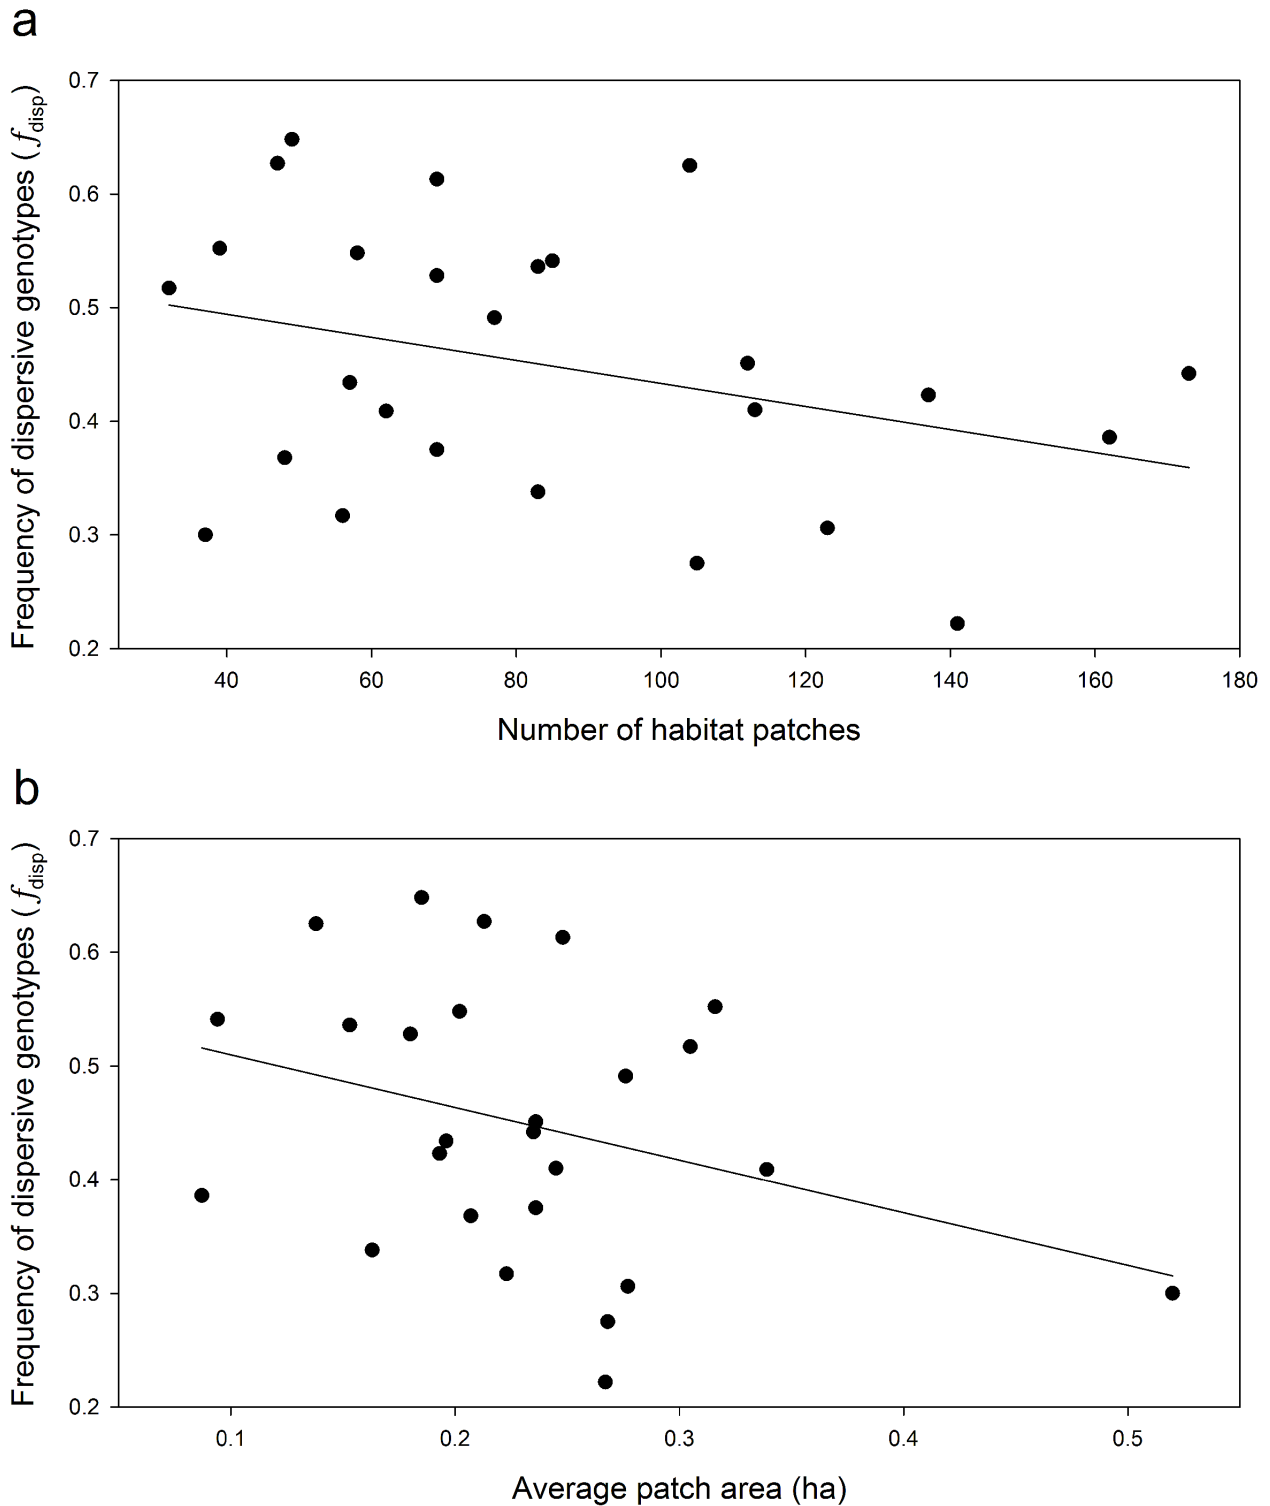 a
Frequency of dispersive genotypes (fdisp)
0.7
0.6
0.5
0.4
0.3
0.2
40 60 80 100 120 140 160 180
Number of habitat patches
b
Frequency of dispersive genotypes (fdisp)
0.7
0.6
0.5
0.4
0.3
0.2
0.1 0.2 0.3 0.4 0.5
Average patch area (ha)